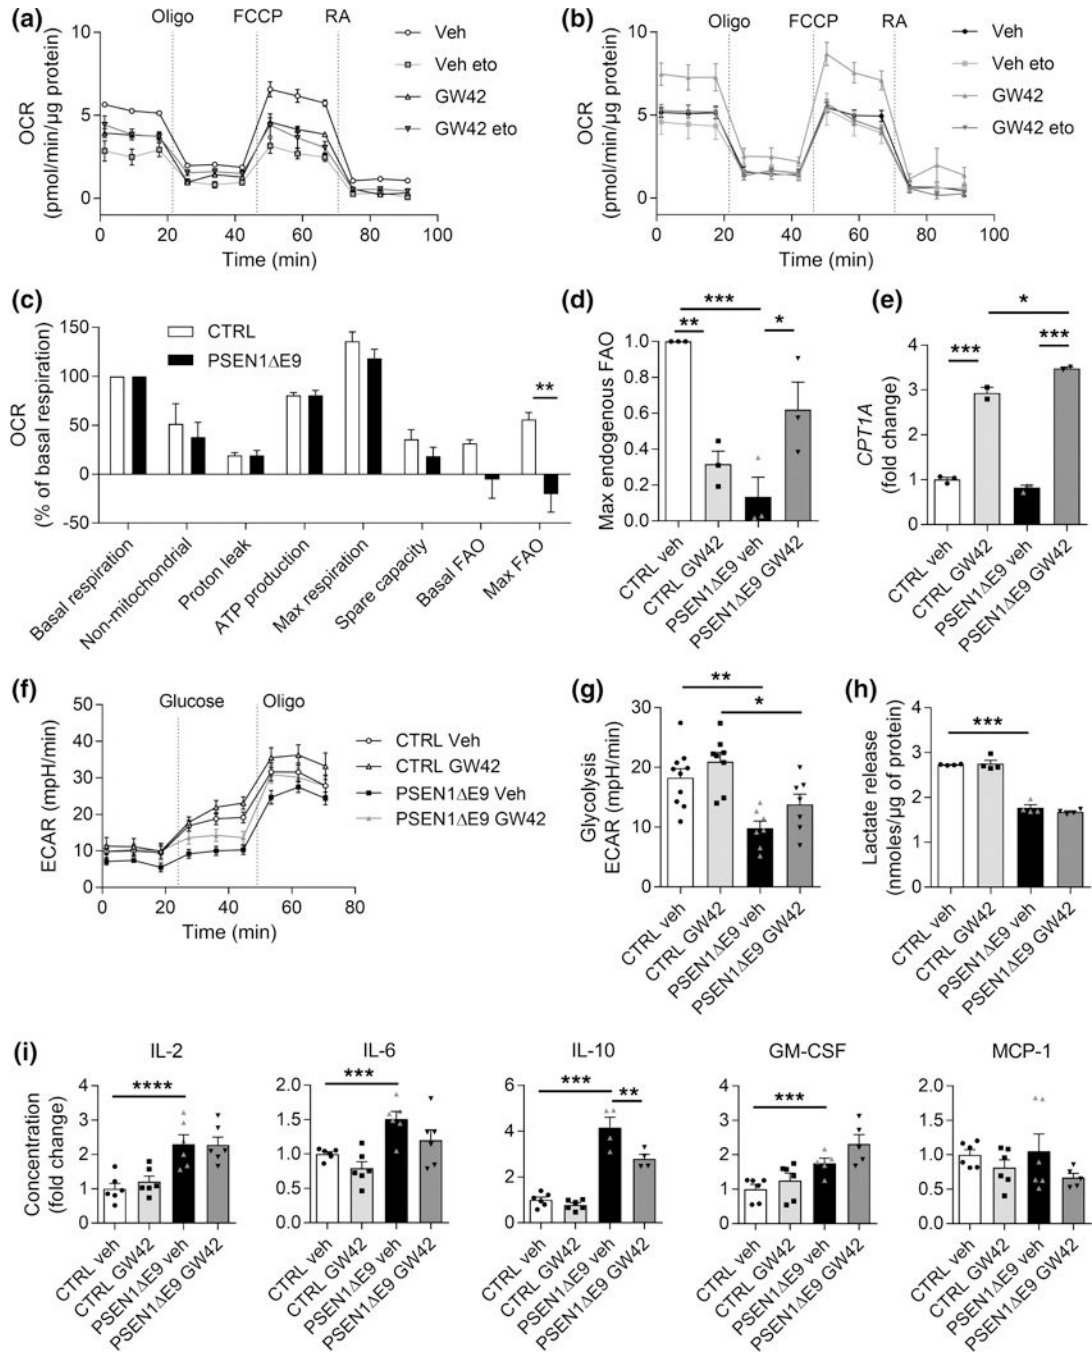 (a)
Oligo FCCP RA
OCR
(pmol/min/µg protein)
10
5
0
0 20 40 60 80 100
Time (min)
Veh
Veh eto
GW42
GW42 eto
(b)
Oligo FCCP RA
OCR
(pmol/min/µg protein)
10
5
0
0 20 40 60 80 100
Time (min)
Veh
Veh eto
GW42
GW42 eto
(c)
OCR
(% of basal respiration)
150
100
50
0
-50
CTRL
PSEN1ΔE9
**
Basal respiration
Non-mitochondrial
Proton leak
ATP production
Max respiration
Spare capacity
Basal FAO
Max FAO
(d)
Max endogenous FAO
1.0
0.8
0.6
0.4
0.2
0.0
***
** *
CTRL veh
CTRL GW42
PSEN1ΔE9 veh
PSEN1ΔE9 GW42
(e)
CPT1A
(fold change)
4
3
2
1
0
*
*** ***
CTRL veh
CTRL GW42
PSEN1ΔE9 veh
PSEN1ΔE9 GW42
(f)
Glucose Oligo
ECAR (mpH/min)
50
40
30
20
10
0
0 20 40 60 80
Time (min)
CTRL Veh
CTRL GW42
PSEN1ΔE9 Veh
PSEN1ΔE9 GW42
(g)
Glycolysis
ECAR (mpH/min)
30
20
10
0
**
*
CTRL veh
CTRL GW42
PSEN1ΔE9 veh
PSEN1ΔE9 GW42
(h)
Lactate release
(nmoles/µg of protein)
4
3
2
1
0
***
CTRL veh
CTRL GW42
PSEN1ΔE9 veh
PSEN1ΔE9 GW42
(i)
Concentration
(fold change)
IL-2
4
3
2
1
0
****
CTRL veh
CTRL GW42
PSEN1ΔE9 veh
PSEN1ΔE9 GW42
IL-6
2.0
1.5
1.0
0.5
0.0
***
CTRL veh
CTRL GW42
PSEN1ΔE9 veh
PSEN1ΔE9 GW42
IL-10
6
4
2
0
*** **
CTRL veh
CTRL GW42
PSEN1ΔE9 veh
PSEN1ΔE9 GW42
GM-CSF
4
3
2
1
0
***
CTRL veh
CTRL GW42
PSEN1ΔE9 veh
PSEN1ΔE9 GW42
MCP-1
2.0
1.5
1.0
0.5
0.0
CTRL veh
CTRL GW42
PSEN1ΔE9 veh
PSEN1ΔE9 GW42